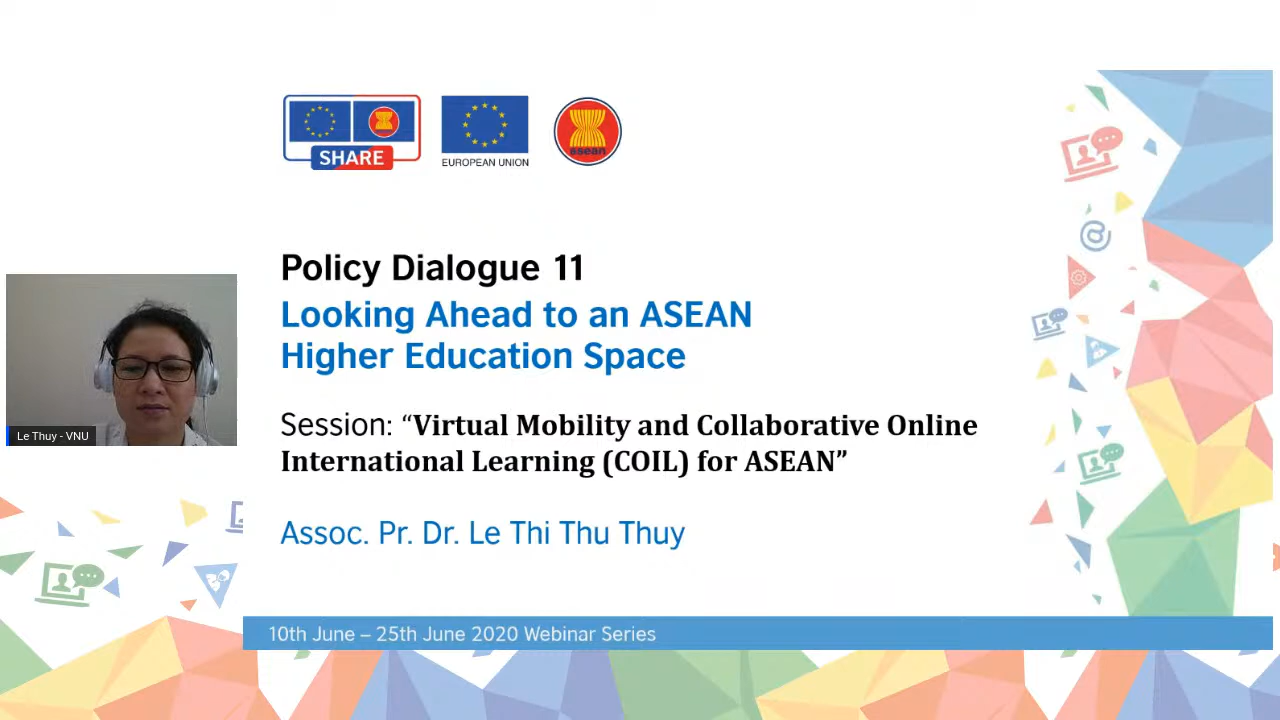 SHARE
EUROPEAN UNION
asean
Policy Dialogue 11
Looking Ahead to an ASEAN
Higher Education Space
Session: “Virtual Mobility and Collaborative Online
International Learning (COIL) for ASEAN”
Le Thuy - VNU
Assoc. Pr. Dr. Le Thi Thu Thuy
10th June – 25th June 2020 Webinar Series